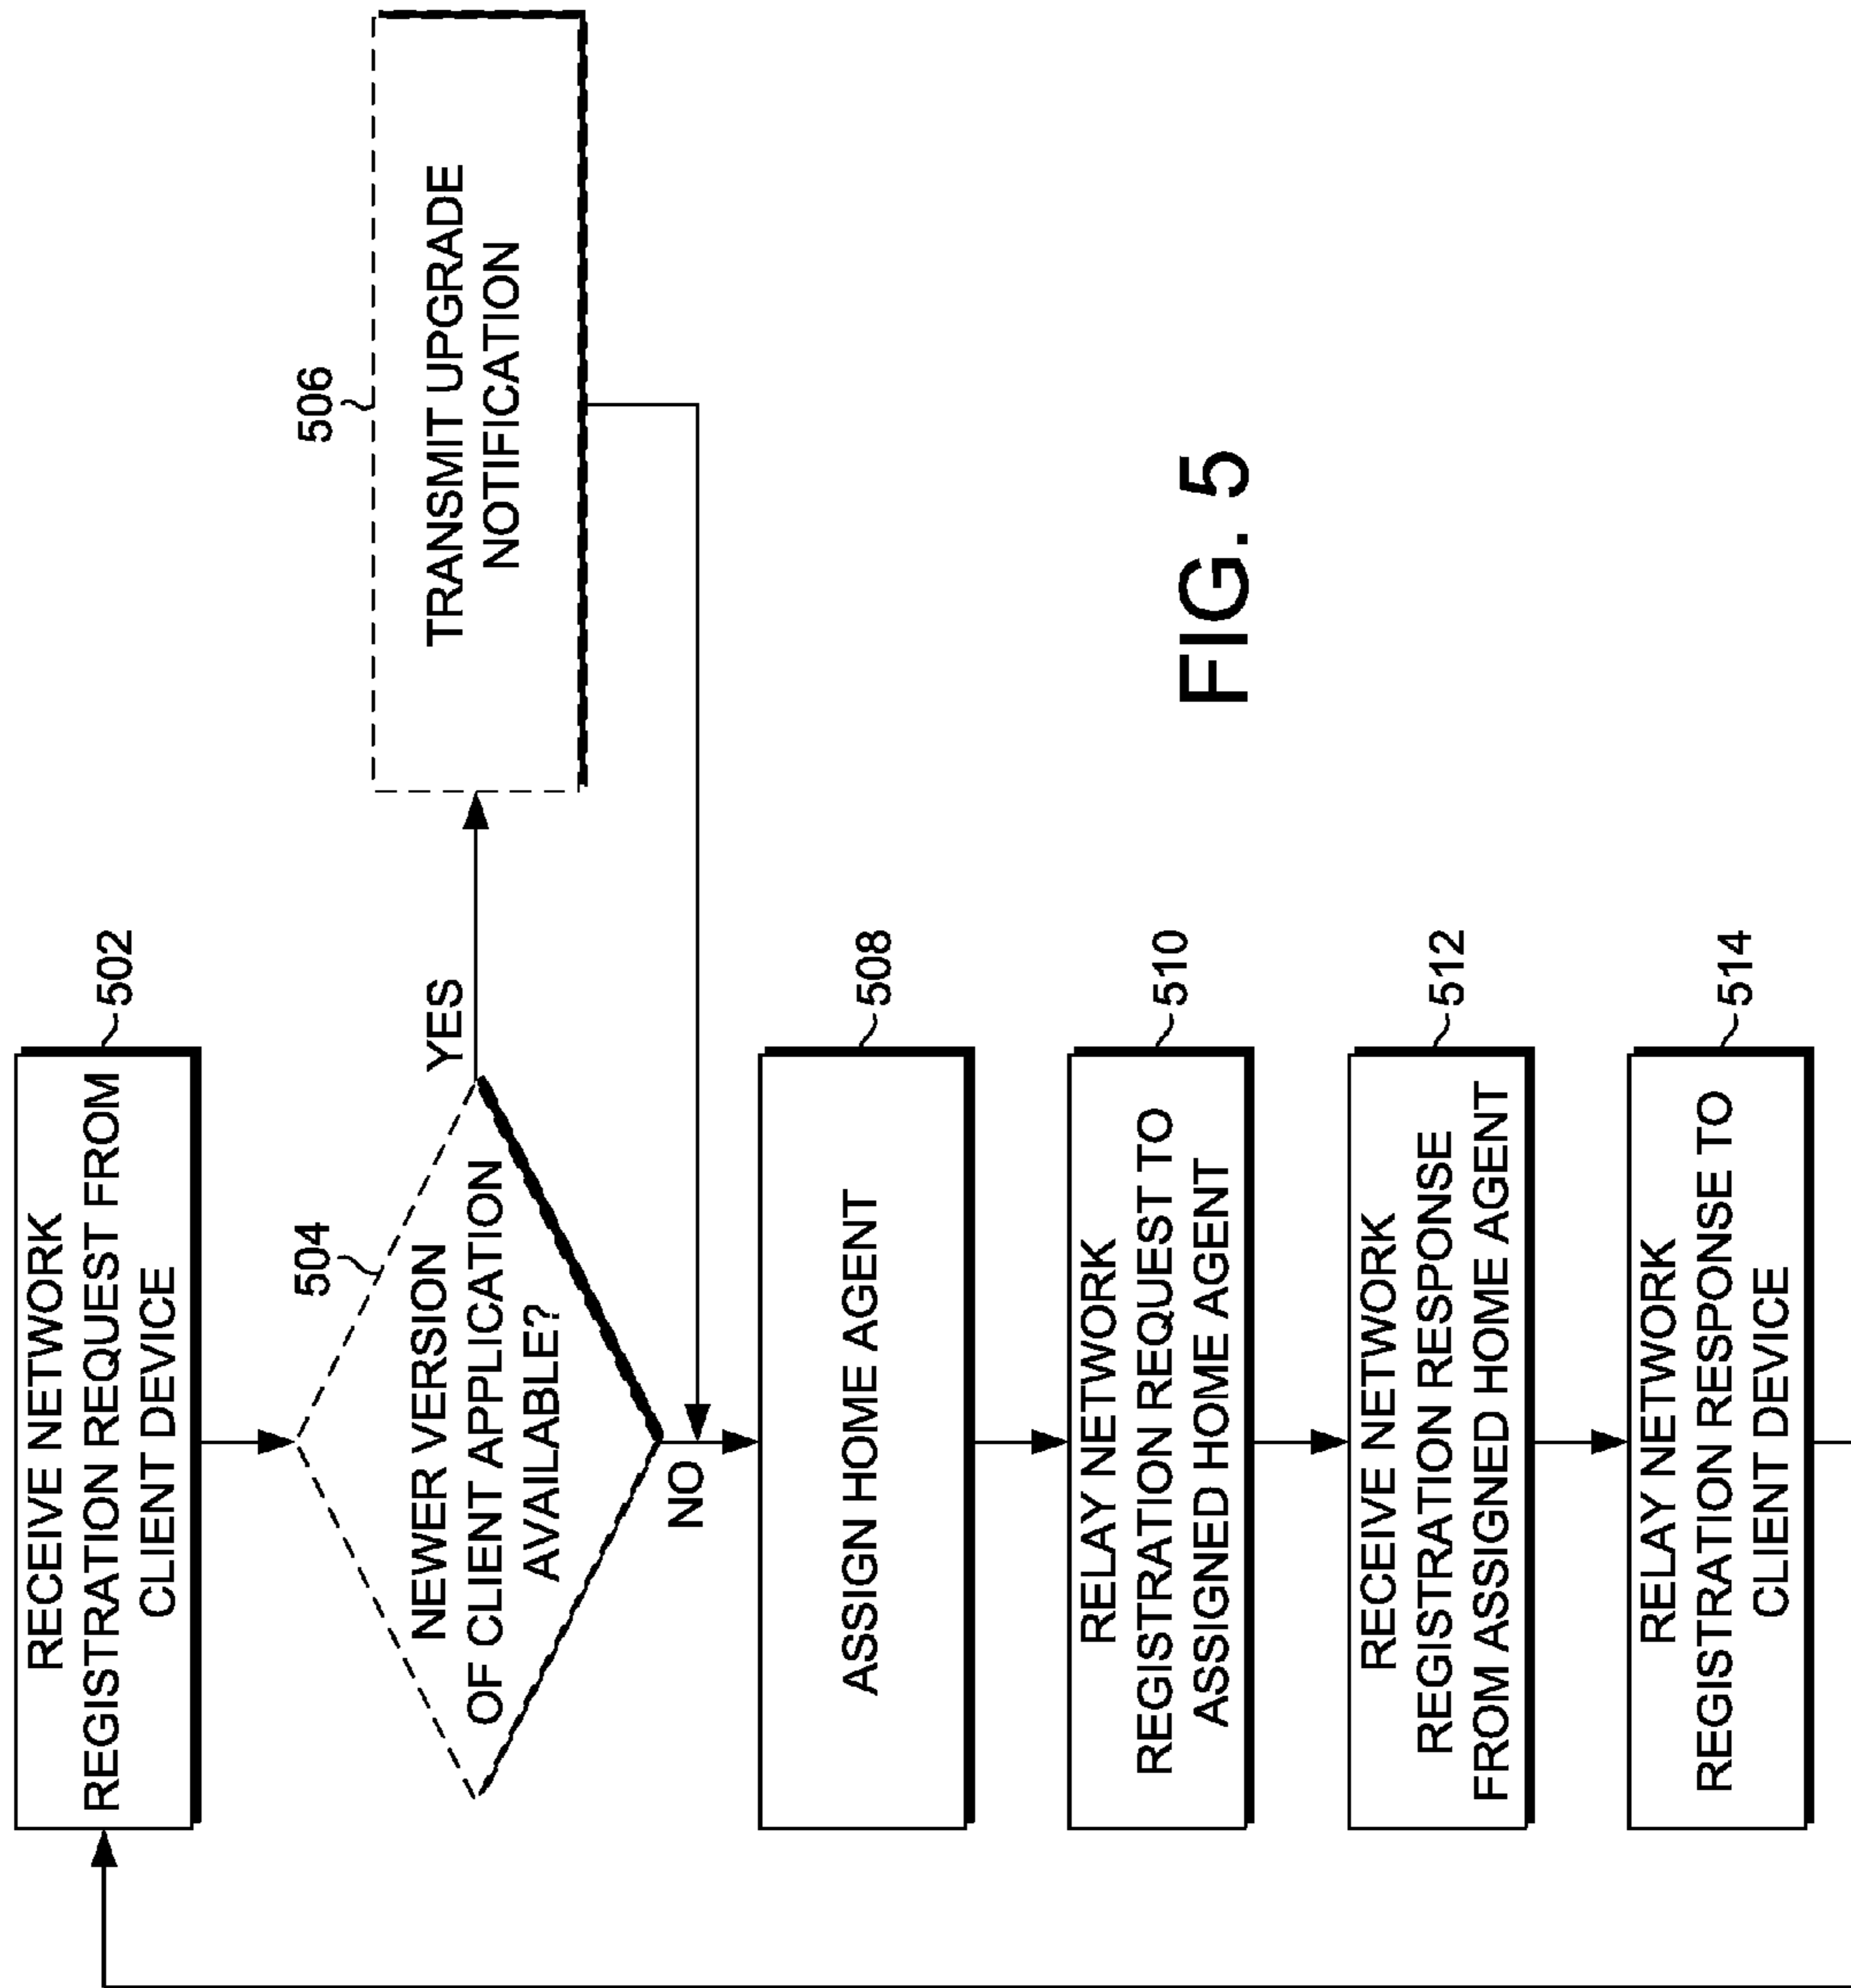 RECEIVE NETWORK
REGISTRATION REQUEST FROM
CLIENT DEVICE
502
504
NEWER VERSION
OF CLIENT APPLICATION
AVAILABLE?
YES
NO
506
TRANSMIT UPGRADE
NOTIFICATION
ASSIGN HOME AGENT
508
RELAY NETWORK
REGISTRATION REQUEST TO
ASSIGNED HOME AGENT
510
RECEIVE NETWORK
REGISTRATION RESPONSE
FROM ASSIGNED HOME AGENT
512
RELAY NETWORK
REGISTRATION RESPONSE TO
CLIENT DEVICE
514
FIG. 5